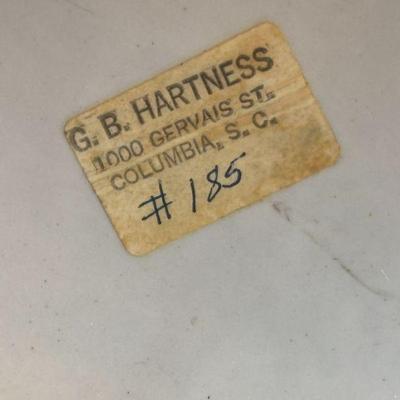 G. B. HARTNESS
1000 GERVAIS ST.
COLUMBIA, S. C.
# 185